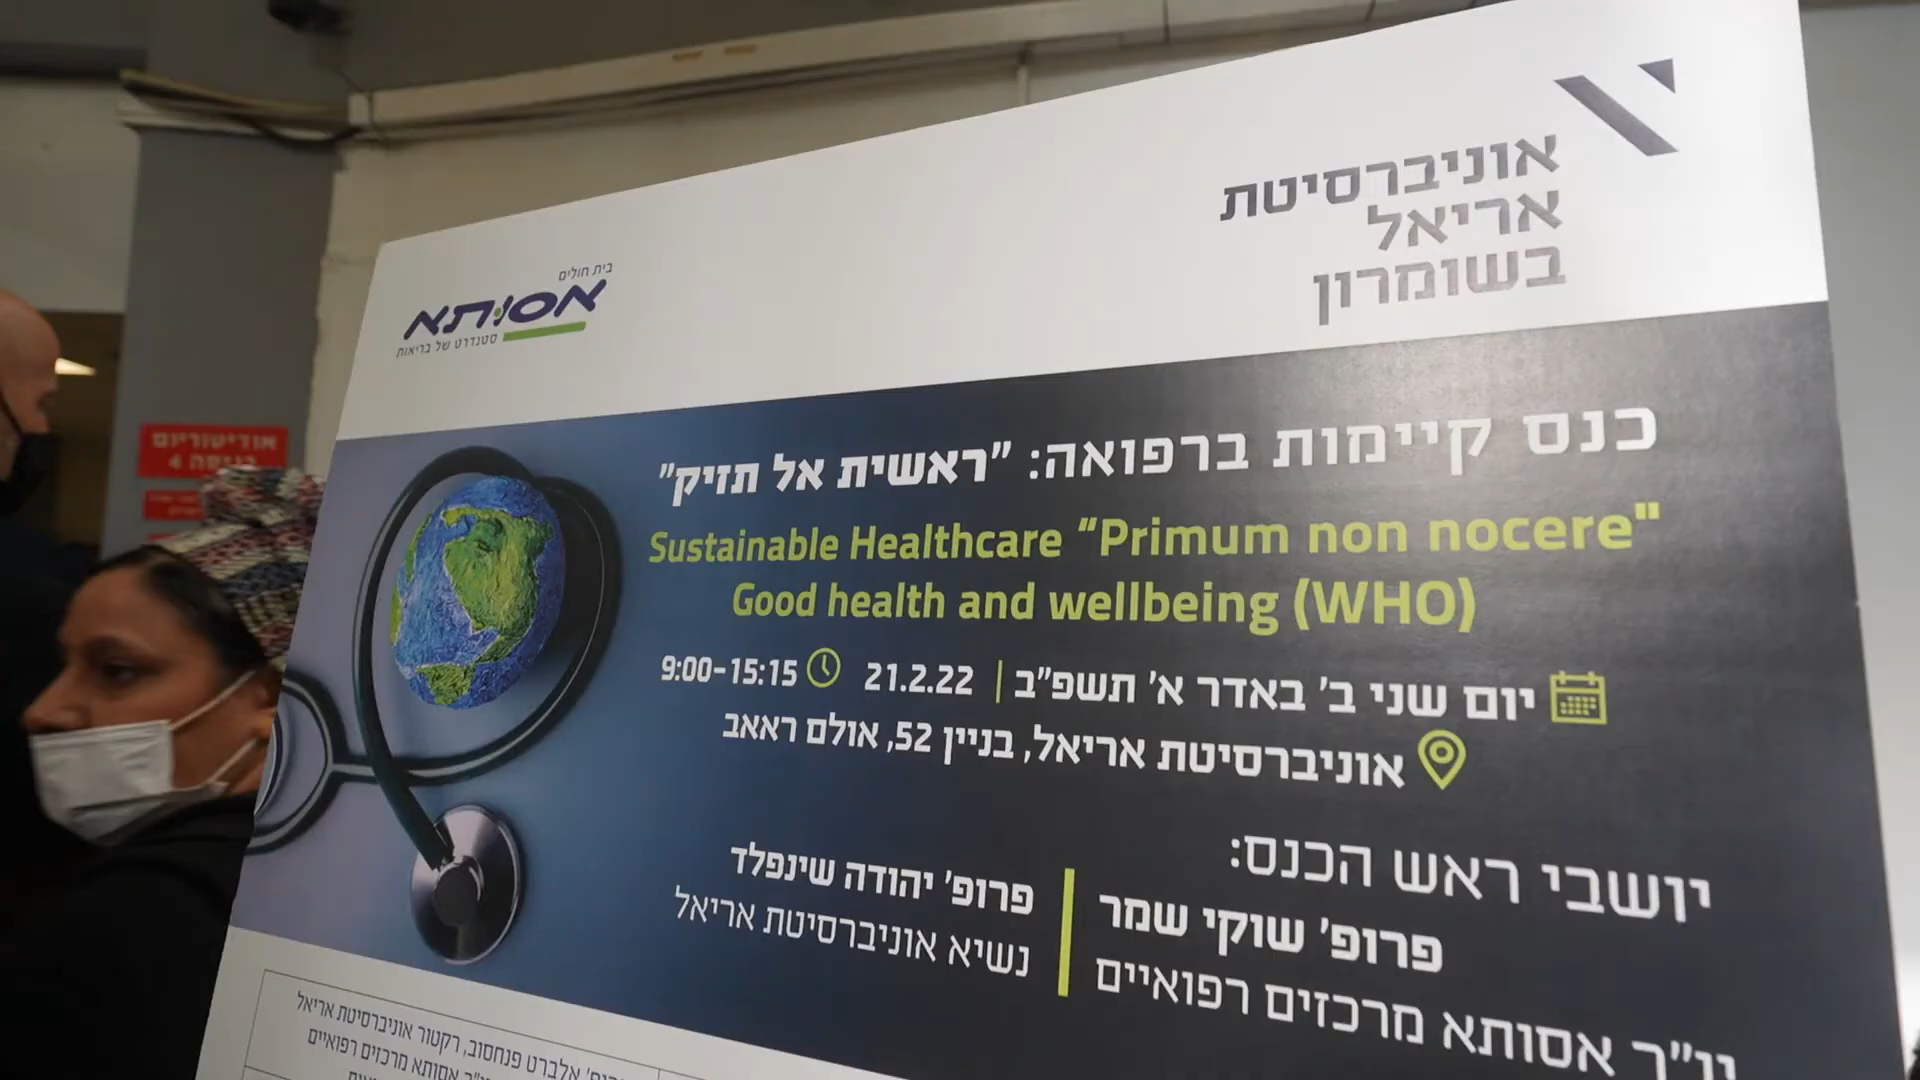 אוניברסיטת
אריאל
בשומרון
בית חולים
אסותא
סטנדרט של בריאות
אודיטוריום
כניסה 4
כנס קיימות ברפואה: "ראשית אל תזיק"
Sustainable Healthcare "Primum non nocere"
Good health and wellbeing (WHO)
יום שני ב' באדר א' תשפ"ב | 21.2.22 9:00-15:15
אוניברסיטת אריאל, בניין 52, אולם ראאב
יושבי ראש הכנס:
פרופ' שוקי שמר
יו"ר אסותא מרכזים רפואיים
פרופ' יהודה שינפלד
נשיא אוניברסיטת אריאל
אלברט פנחסוב, רקטור אוניברסיטת אריאל
אסותא מרכזים רפואיים